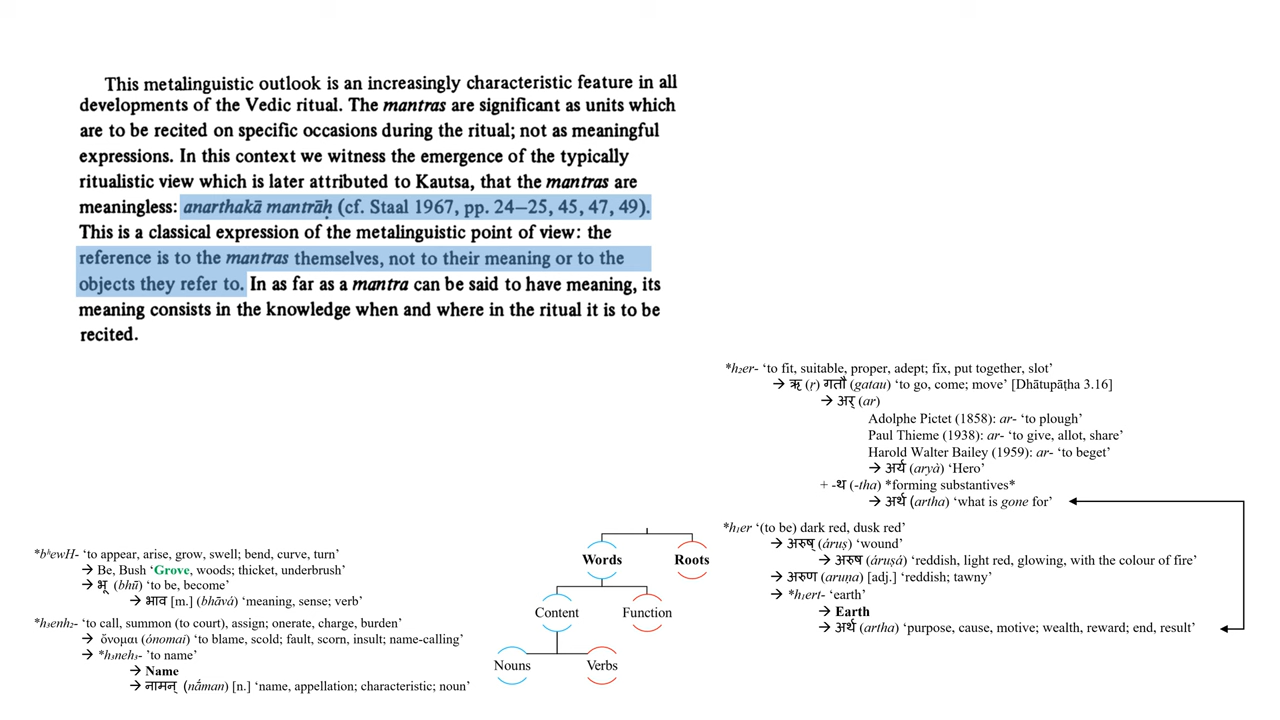 This metalinguistic outlook is an increasingly characteristic feature in all
developments of the Vedic ritual. The mantras are significant as units which
are to be recited on specific occasions during the ritual; not as meaningful
expressions. In this context we witness the emergence of the typically
ritualistic view which is later attributed to Kautsa, that the mantras are
meaningless: anarthakā mantrāḥ (cf. Staal 1967, pp. 24–25, 45, 47, 49).
This is a classical expression of the metalinguistic point of view: the
reference is to the mantras themselves, not to their meaning or to the
objects they refer to. In as far as a mantra can be said to have meaning, its
meaning consists in the knowledge when and where in the ritual it is to be
recited.
*h₂er- ‘to fit, suitable, proper, adept; fix, put together, slot’
→ ऋ (ṛ) गतौ (gatau) ‘to go, come; move’ [Dhātupāṭha 3.16]
→ अर् (ar)
Adolphe Pictet (1858): ar- ‘to plough’
Paul Thieme (1938): ar- ‘to give, allot, share’
Harold Walter Bailey (1959): ar- ‘to beget’
→ अर्य (aryà) ‘Hero’
+ -थ (-tha) *forming substantives*
→ अर्थ (artha) ‘what is gone for’
*h₁er ‘(to be) dark red, dusk red’
→ अरुष् (áruṣ) ‘wound’
→ अरुष (áruṣá) ‘reddish, light red, glowing, with the colour of fire’
→ अरुण (aruṇa) [adj.] ‘reddish; tawny’
→ *h₁ert- ‘earth’
→ Earth
→ अर्थ (artha) ‘purpose, cause, motive; wealth, reward; end, result’
*bʰewH- ‘to appear, arise, grow, swell; bend, curve, turn’
→ Be, Bush ‘Grove, woods; thicket, underbrush’
→ भू (bhū) ‘to be, become’
→ भाव [m.] (bhāvá) ‘meaning, sense; verb’
*h₃enh₂- ‘to call, summon (to court), assign; onerate, charge, burden’
→ ὄνομαι (ónomai) ‘to blame, scold; fault, scorn, insult; name-calling’
→ *h₃neh₃- ’to name’
→ Name
→ नामन् (nā́man) [n.] ‘name, appellation; characteristic; noun’
Words Roots
Content Function
Nouns Verbs